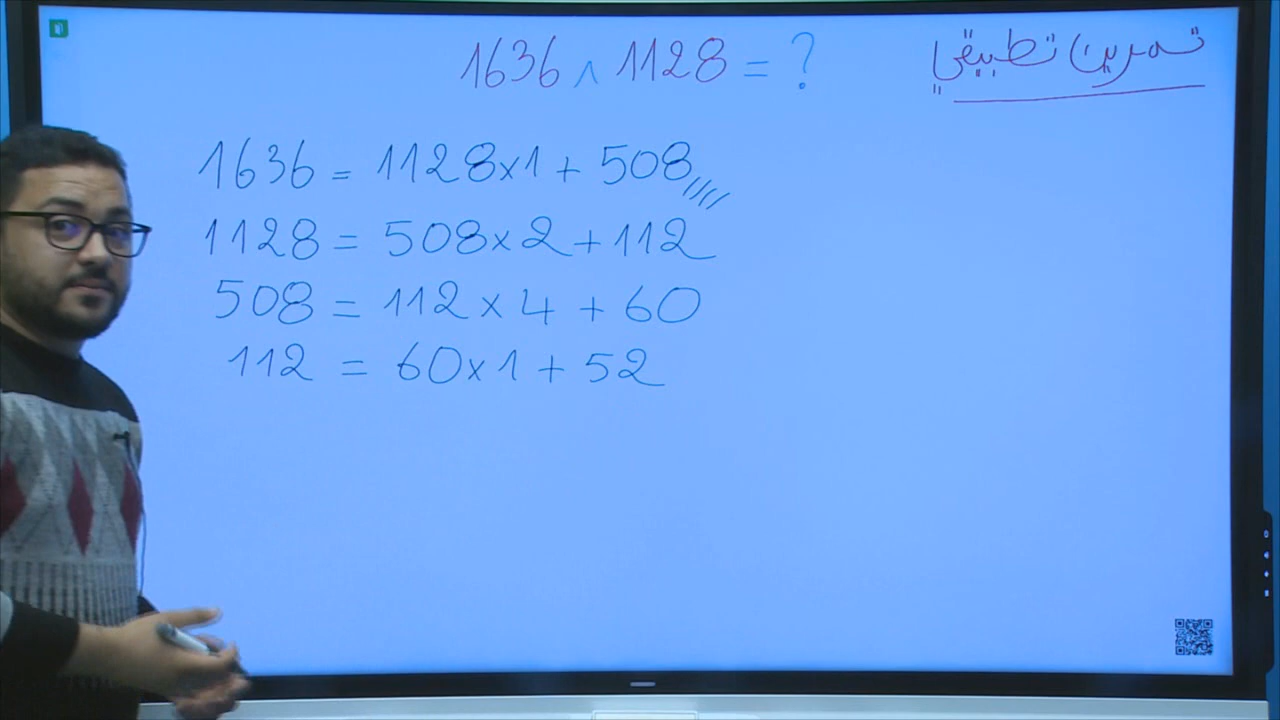 تمرين تطبيقي
1636 ∧ 1128 = ?
1636 = 1128×1 + 508
1128 = 508×2 + 112
508 = 112 × 4 + 60
112 = 60×1 + 52